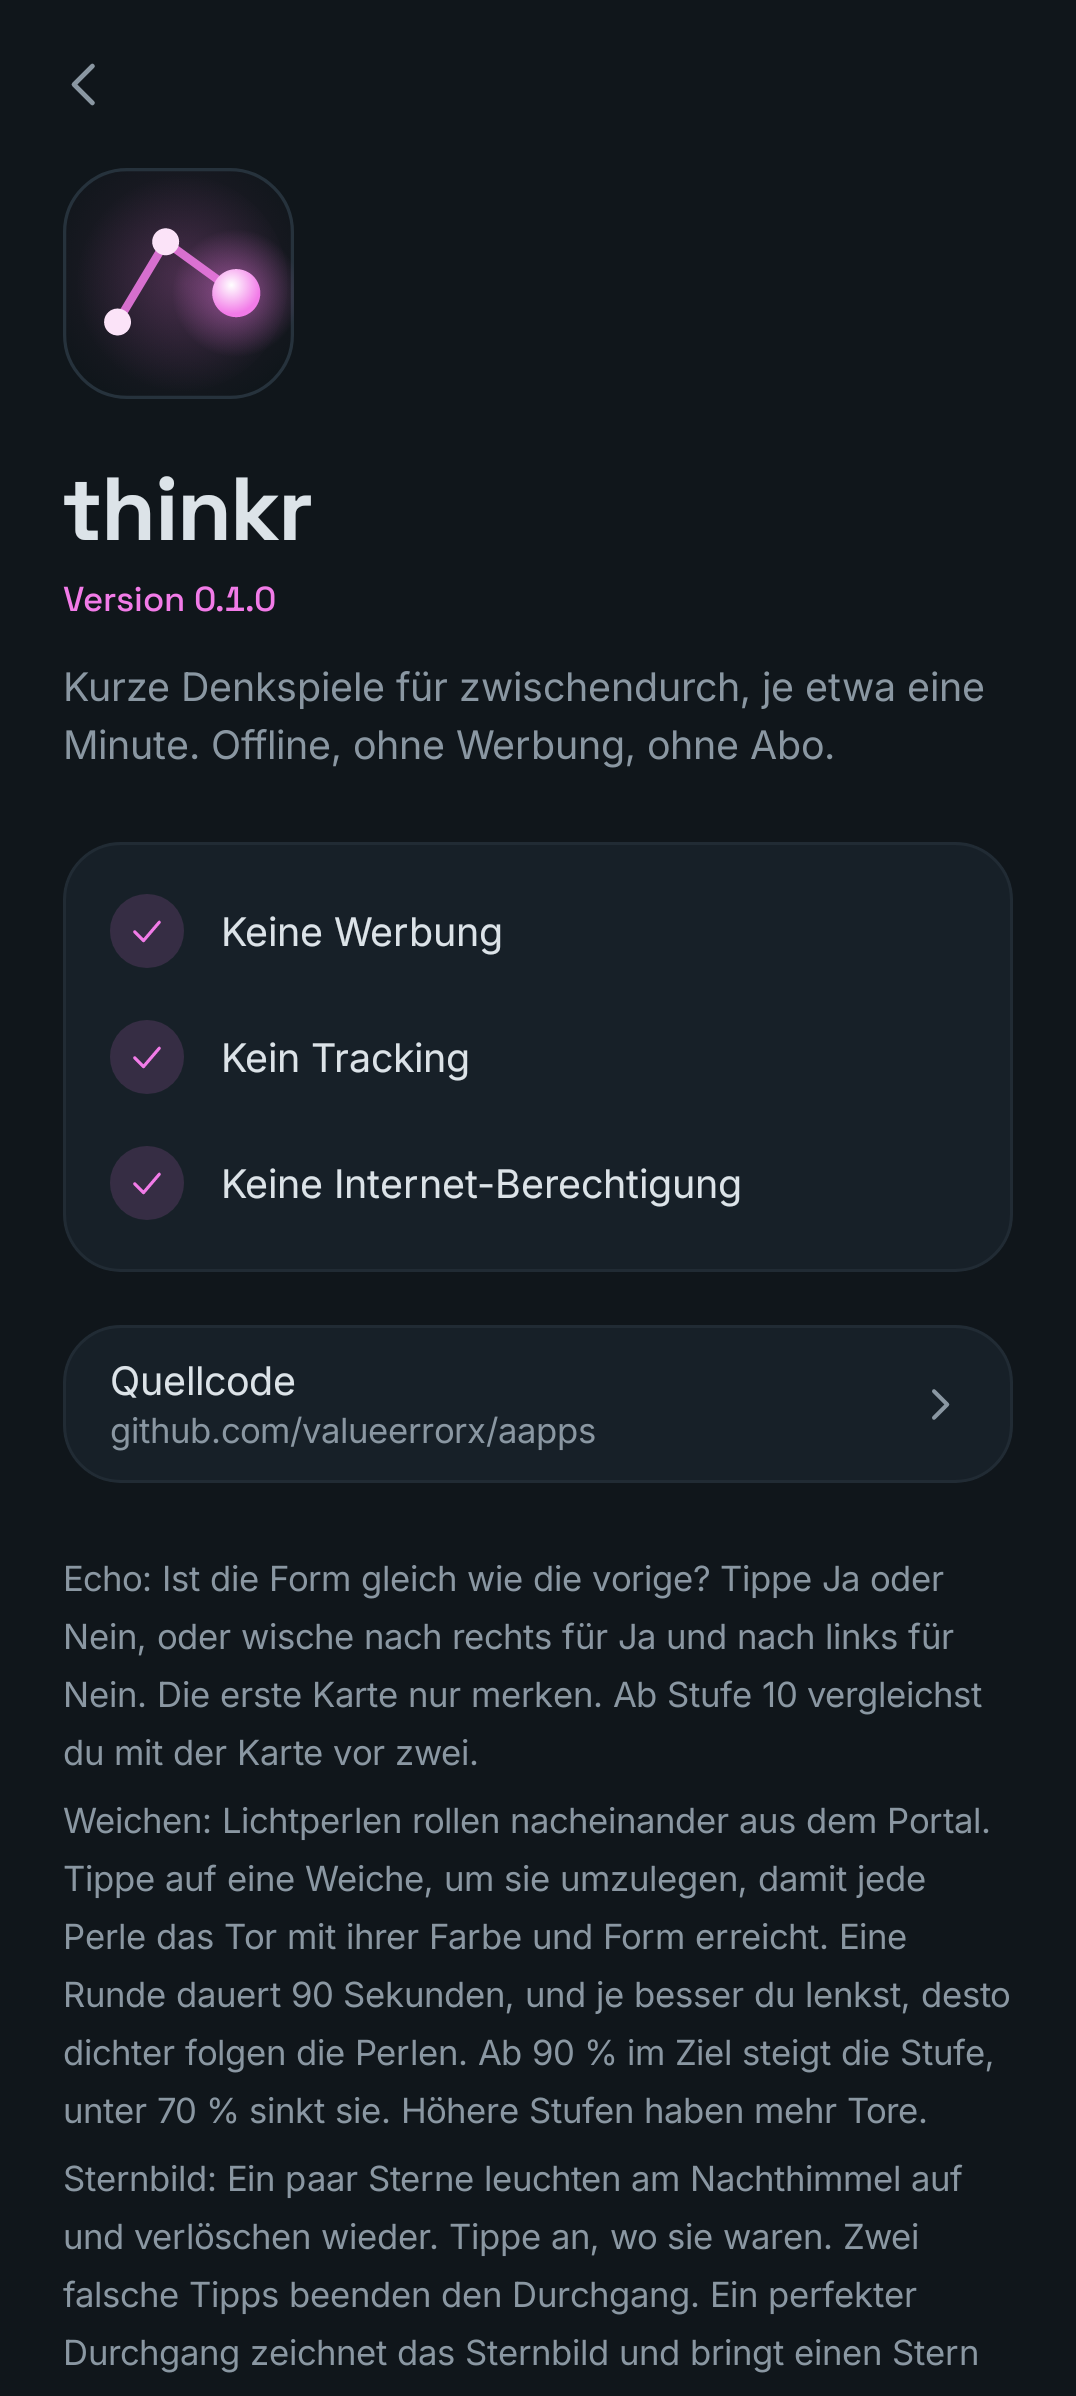 thinkr
Version 0.1.0
Kurze Denkspiele für zwischendurch, je etwa eine
Minute. Offline, ohne Werbung, ohne Abo.
Keine Werbung
Kein Tracking
Keine Internet-Berechtigung
Quellcode
github.com/valueerrorx/aapps
Echo: Ist die Form gleich wie die vorige? Tippe Ja oder
Nein, oder wische nach rechts für Ja und nach links für
Nein. Die erste Karte nur merken. Ab Stufe 10 vergleichst
du mit der Karte vor zwei.
Weichen: Lichtperlen rollen nacheinander aus dem Portal.
Tippe auf eine Weiche, um sie umzulegen, damit jede
Perle das Tor mit ihrer Farbe und Form erreicht. Eine
Runde dauert 90 Sekunden, und je besser du lenkst, desto
dichter folgen die Perlen. Ab 90 % im Ziel steigt die Stufe,
unter 70 % sinkt sie. Höhere Stufen haben mehr Tore.
Sternbild: Ein paar Sterne leuchten am Nachthimmel auf
und verlöschen wieder. Tippe an, wo sie waren. Zwei
falsche Tipps beenden den Durchgang. Ein perfekter
Durchgang zeichnet das Sternbild und bringt einen Stern